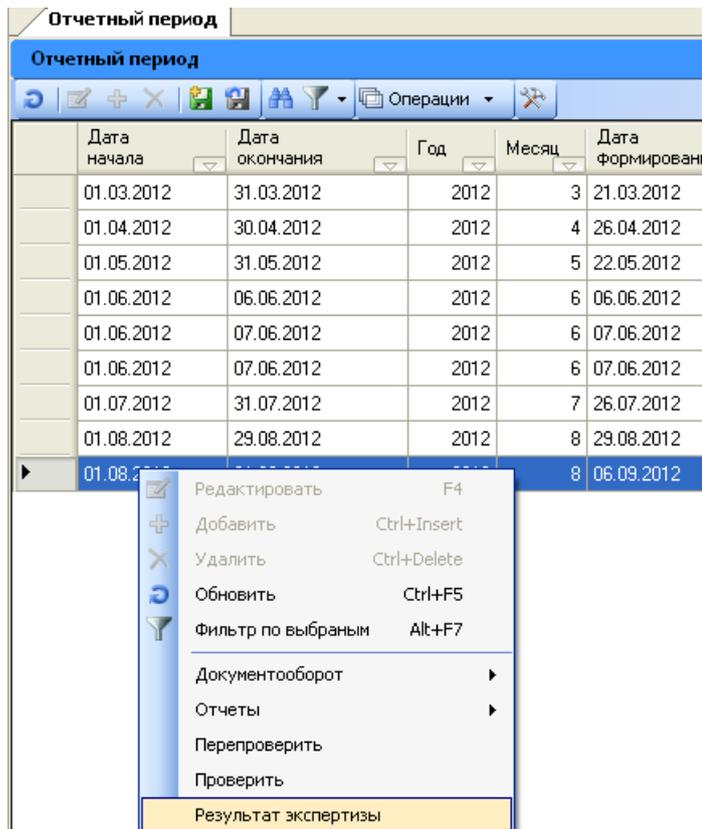 Отчетный период
Отчетный период
Операции
Дата начала Дата окончания Год Месяц Дата
01.03.2012 31.03.2012 2012 3 21.03.2012
01.04.2012 30.04.2012 2012 4 26.04.2012
01.05.2012 31.05.2012 2012 5 22.05.2012
01.06.2012 06.06.2012 2012 6 06.06.2012
01.06.2012 07.06.2012 2012 6 07.06.2012
01.06.2012 07.06.2012 2012 6 07.06.2012
01.07.2012 31.07.2012 2012 7 26.07.2012
01.08.2012 29.08.2012 2012 8 29.08.2012
01.08.2 8 06.09.2012
Редактировать F4
Добавить Ctrl+Insert
Удалить Ctrl+Delete
Обновить Ctrl+F5
Фильтр по выбраным Alt+F7
Документооборот
Отчеты
Перепроверить
Проверить
Результат экспертизы